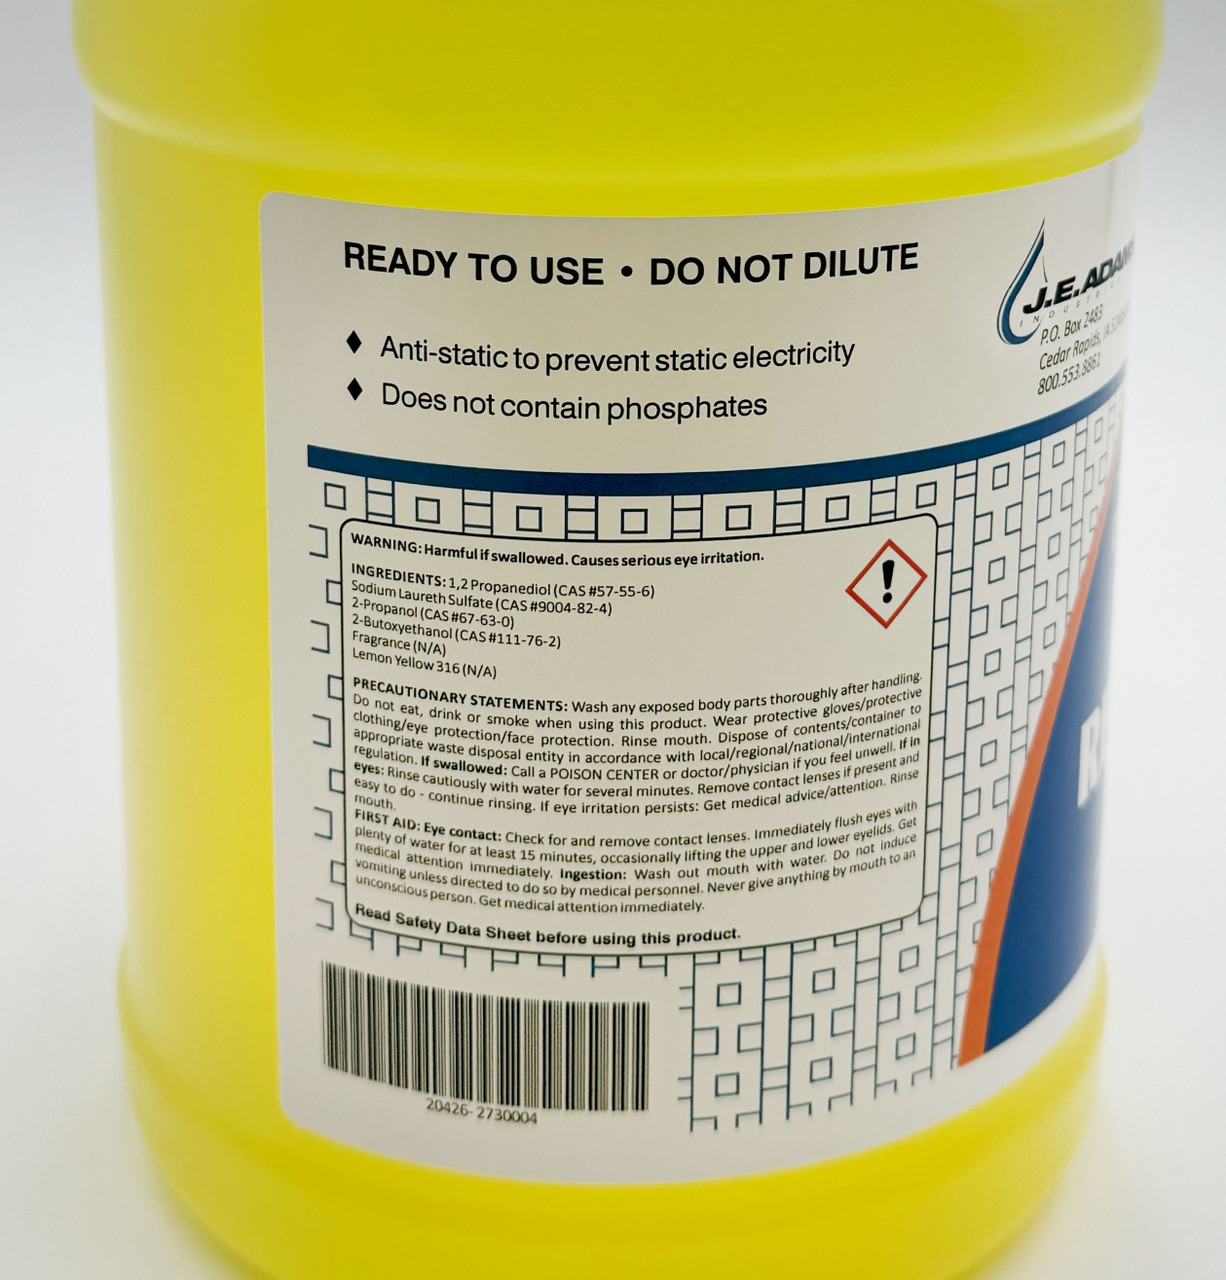 READY TO USE • DO NOT DILUTE
♦ Anti-static to prevent static electricity
♦ Does not contain phosphates
J.E.ADAMS
INDUSTRI
P.O. Box 2483
Cedar Rapids, IA
800.553.8861
WARNING: Harmful if swallowed. Causes serious eye irritation.
INGREDIENTS: 1,2 Propanediol (CAS #57-55-6)
Sodium Laureth Sulfate (CAS #9004-82-4)
2-Propanol (CAS #67-63-0)
2-Butoxyethanol (CAS #111-76-2)
Fragrance (N/A)
Lemon Yellow 316 (N/A)
PRECAUTIONARY STATEMENTS: Wash any exposed body parts thoroughly after handling.
Do not eat, drink or smoke when using this product. Wear protective gloves/protective
clothing/eye protection/face protection. Rinse mouth. Dispose of contents/container to
appropriate waste disposal entity in accordance with local/regional/national/international
regulation. If swallowed: Call a POISON CENTER or doctor/physician if you feel unwell. If in
eyes: Rinse cautiously with water for several minutes. Remove contact lenses if present and
easy to do - continue rinsing. If eye irritation persists: Get medical advice/attention. Rinse
mouth.
FIRST AID: Eye contact: Check for and remove contact lenses. Immediately flush eyes with
plenty of water for at least 15 minutes, occasionally lifting the upper and lower eyelids. Get
medical attention immediately. Ingestion: Wash out mouth with water. Do not induce
vomiting unless directed to do so by medical personnel. Never give anything by mouth to an
unconscious person. Get medical attention immediately.
Read Safety Data Sheet before using this product.
20426-2730004